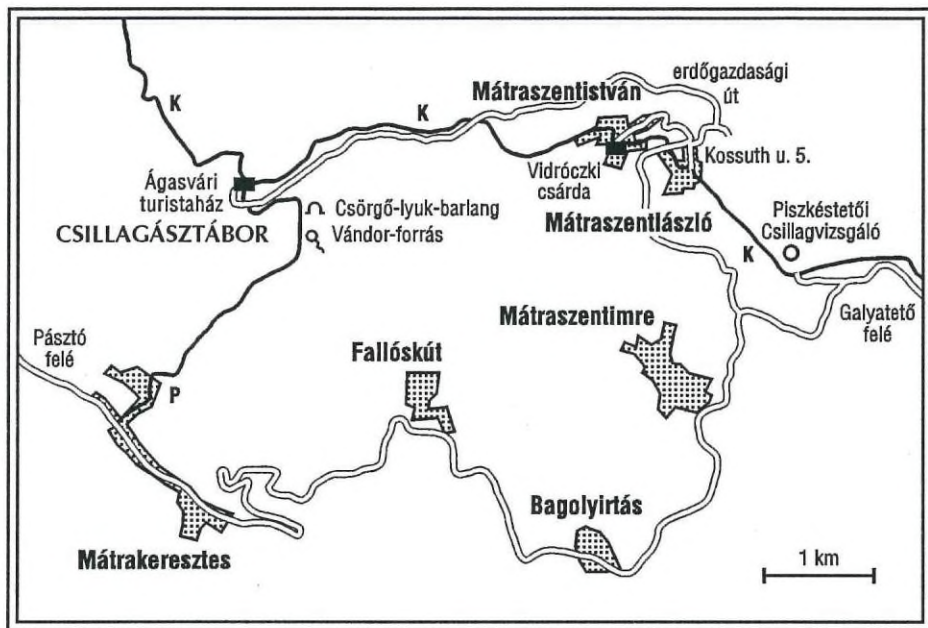 K
Mátraszentistván
erdőgazdasági
út
K
Ágasvári
turistaház
CSILLAGÁSZTÁBOR
Csörgő-lyuk-barlang
Vándor-forrás
Vidróczki
csárda
Kossuth u. 5.
Mátraszentlászló
Piszkéstetői
Csillagvizsgáló
K
Galyatető
felé
Pásztó
felé
P
Fallóskút
Mátraszentimre
Bagolyirtás
Mátrakeresztes
1 km